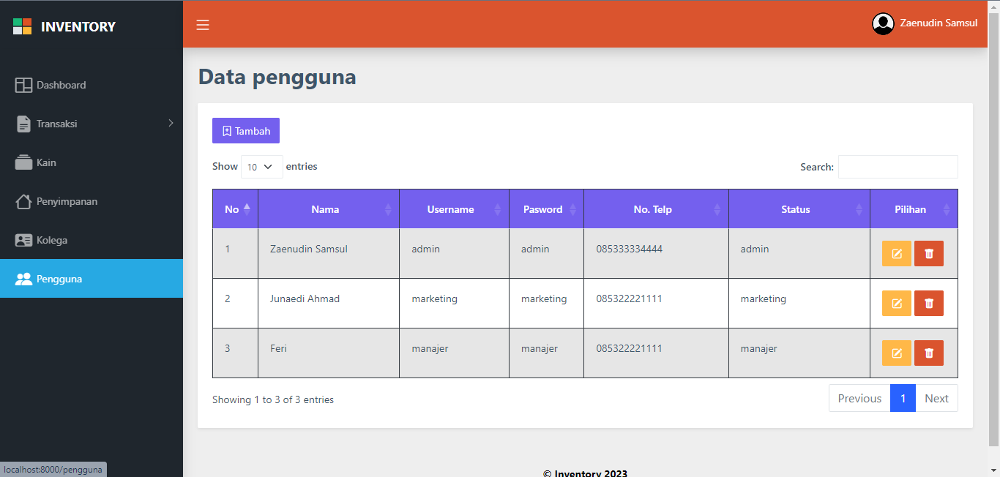 INVENTORY
Zaenudin Samsul
Dashboard
Transaksi
Kain
Penyimpanan
Kolega
Pengguna
Data pengguna
Tambah
Show 10 entries Search:
No Nama Username Pasword No. Telp Status Pilihan
1 Zaenudin Samsul admin admin 085333334444 admin
2 Junaedi Ahmad marketing marketing 085322221111 marketing
3 Feri manajer manajer 085322221111 manajer
Showing 1 to 3 of 3 entries Previous 1 Next
© Inventory 2023
localhost:8000/pengguna